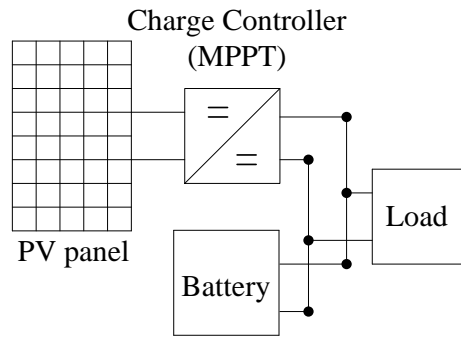 Charge Controller
(MPPT)
PV panel
Load
Battery